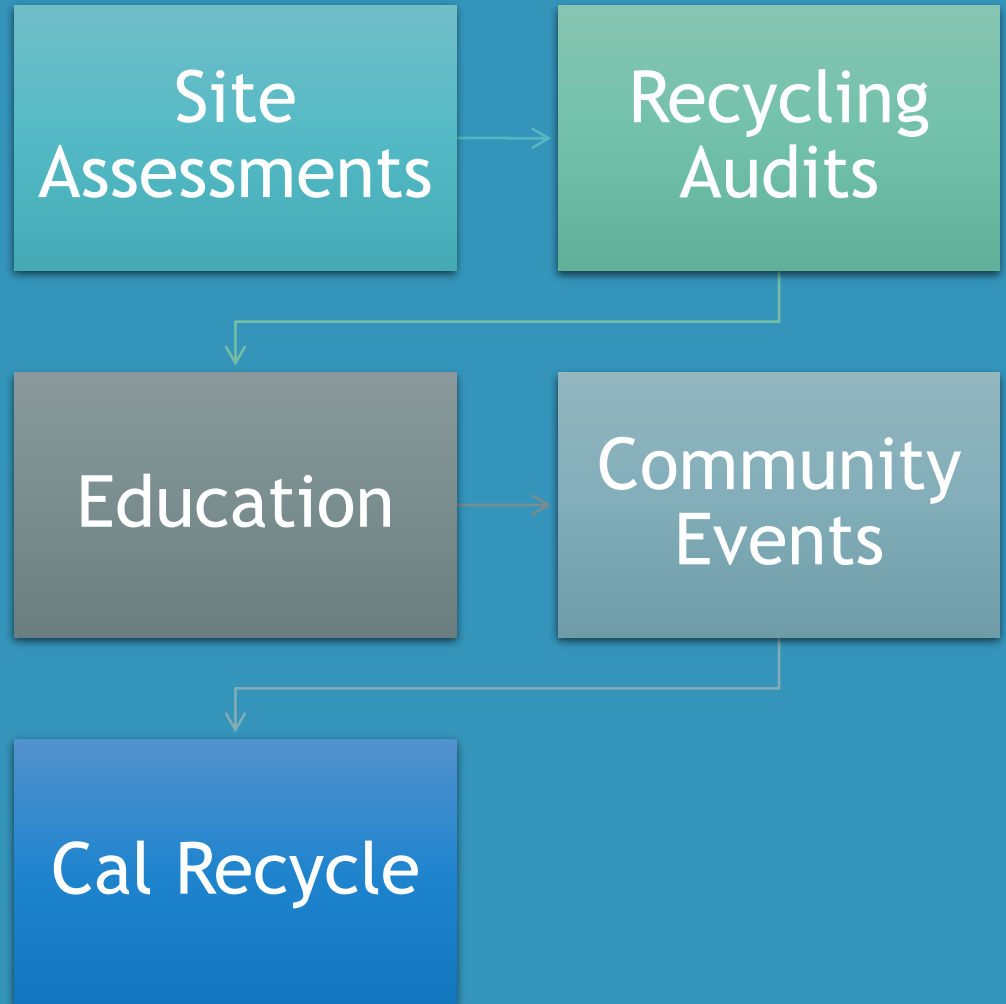 Site
Assessments
Recycling
Audits
Education
Community
Events
Cal Recycle